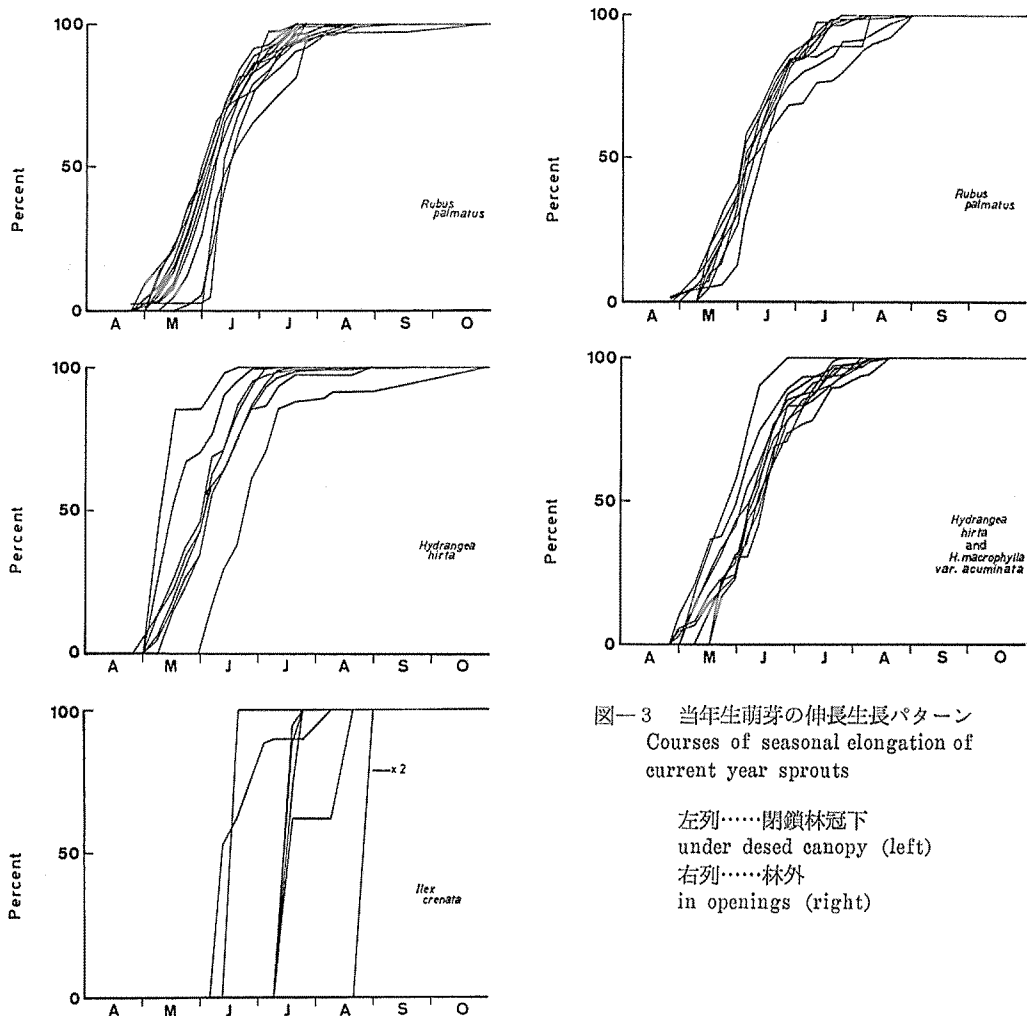 100
50
0
Percent
A M J J A S O
Rubus
palmatus
100
50
0
Percent
A M J J A S O
Rubus
palmatus
100
50
0
Percent
A M J J A S O
Hydrangea
hirta
100
50
0
Percent
A M J J A S O
Hydrangea
hirta
and
H.macrophylla
var. acuminata
100
50
0
Percent
A M J J A S O
x 2
Ilex
crenata
図—3 当年生萌芽の伸長生長パターン
Courses of seasonal elongation of
current year sprouts
左列……閉鎖林冠下
under desed canopy (left)
右列……林外
in openings (right)